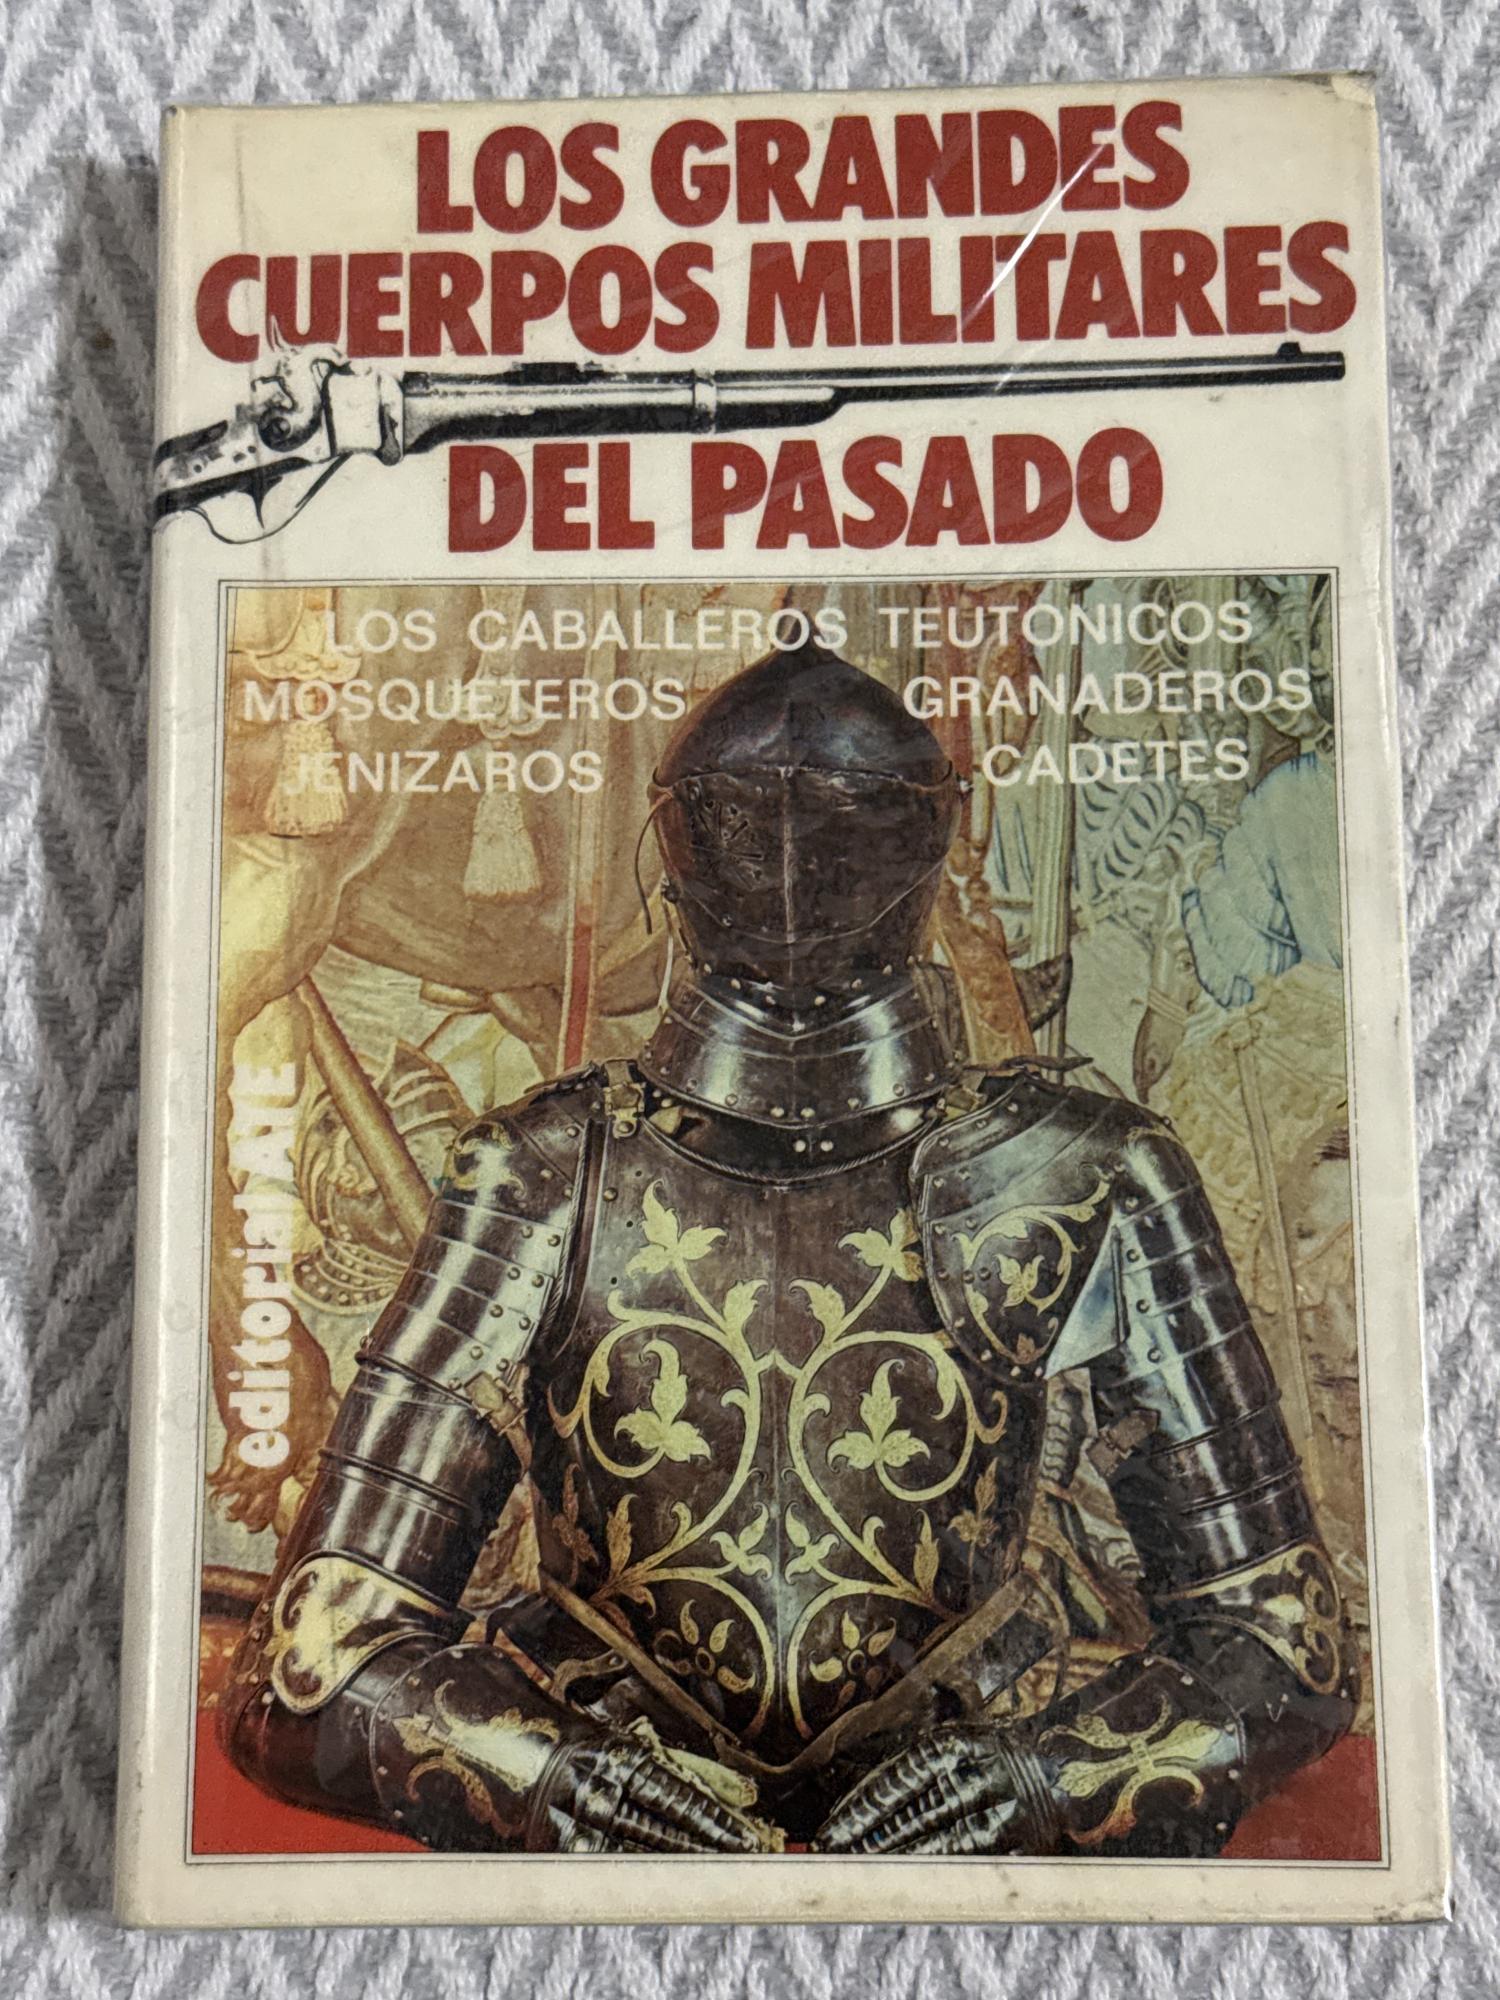 LOS GRANDES
CUERPOS MILITARES
DEL PASADO
LOS CABALLEROS TEUTONICOS
MOSQUETEROS GRANADEROS
JENIZAROS CADETES
editorial ATE